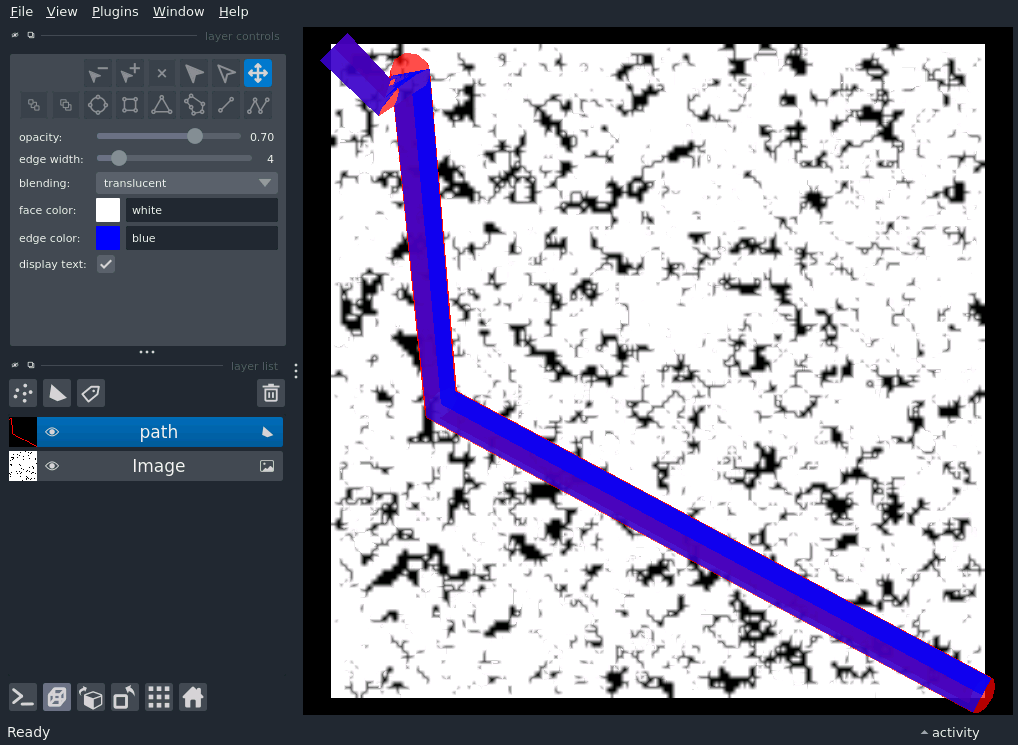 File View Plugins Window Help
layer controls
opacity: 0.70
edge width: 4
blending: translucent
face color: white
edge color: blue
display text:
layer list
path
Image
Ready activity